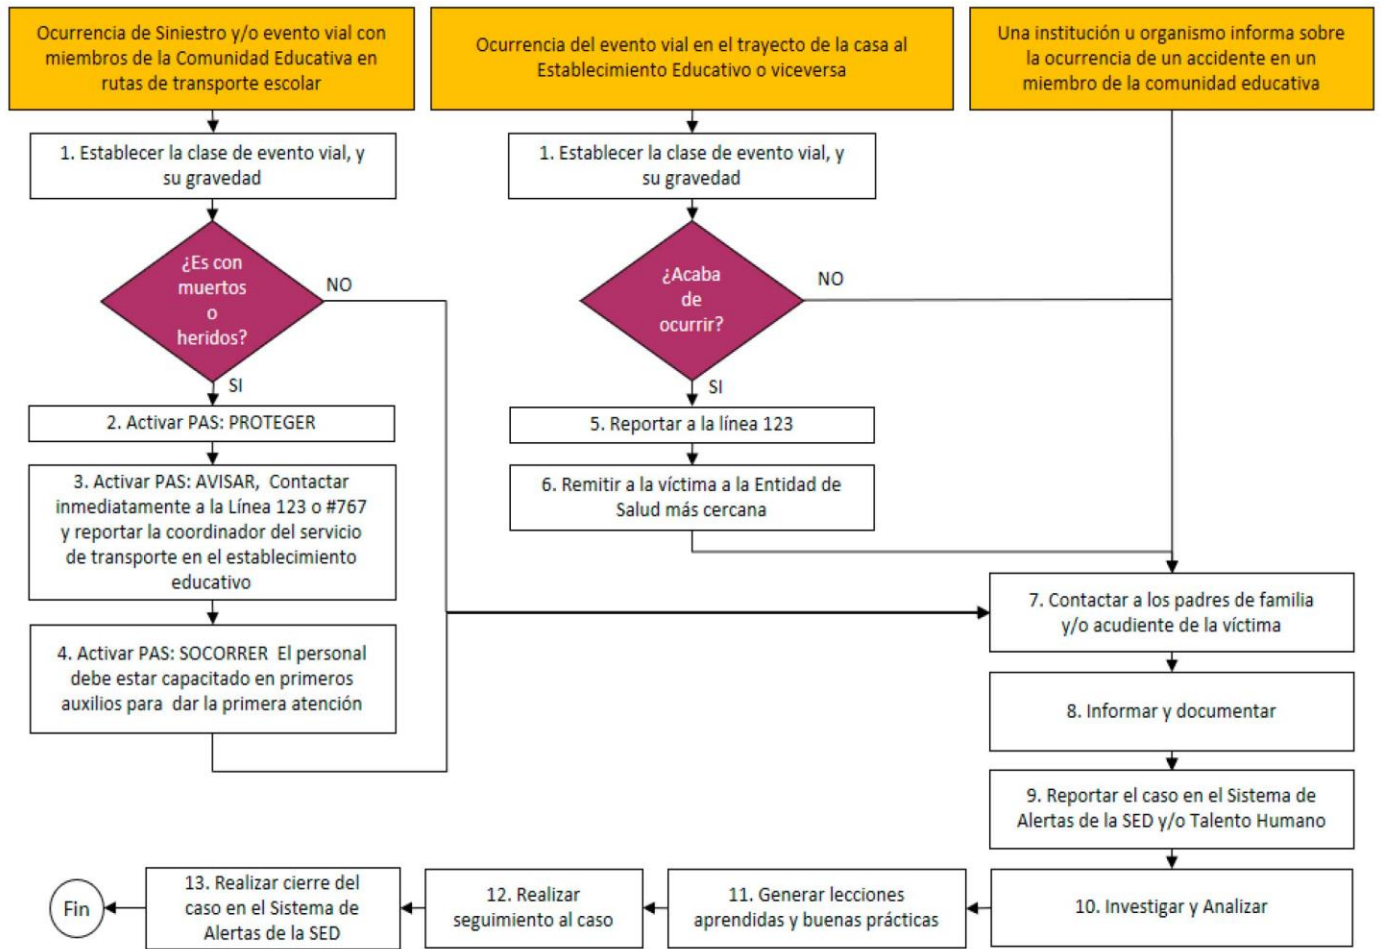 Ocurrencia de Siniestro y/o evento vial con
miembros de la Comunidad Educativa en
rutas de transporte escolar
Ocurrencia del evento vial en el trayecto de la casa al
Establecimiento Educativo o viceversa
Una institución u organismo informa sobre
la ocurrencia de un accidente en un
miembro de la comunidad educativa
1. Establecer la clase de evento vial, y
su gravedad
1. Establecer la clase de evento vial, y
su gravedad
¿Es con
muertos
o
heridos?
NO
SI
¿Acaba
de
ocurrir?
NO
SI
2. Activar PAS: PROTEGER
3. Activar PAS: AVISAR, Contactar
inmediatamente a la Línea 123 o #767
y reportar la coordinador del servicio
de transporte en el establecimiento
educativo
4. Activar PAS: SOCORRER El personal
debe estar capacitado en primeros
auxilios para dar la primera atención
5. Reportar a la línea 123
6. Remitir a la víctima a la Entidad de
Salud más cercana
7. Contactar a los padres de familia
y/o acudiente de la víctima
8. Informar y documentar
9. Reportar el caso en el Sistema de
Alertas de la SED y/o Talento Humano
10. Investigar y Analizar
11. Generar lecciones
aprendidas y buenas prácticas
12. Realizar
seguimiento al caso
13. Realizar cierre del
caso en el Sistema de
Alertas de la SED
Fin